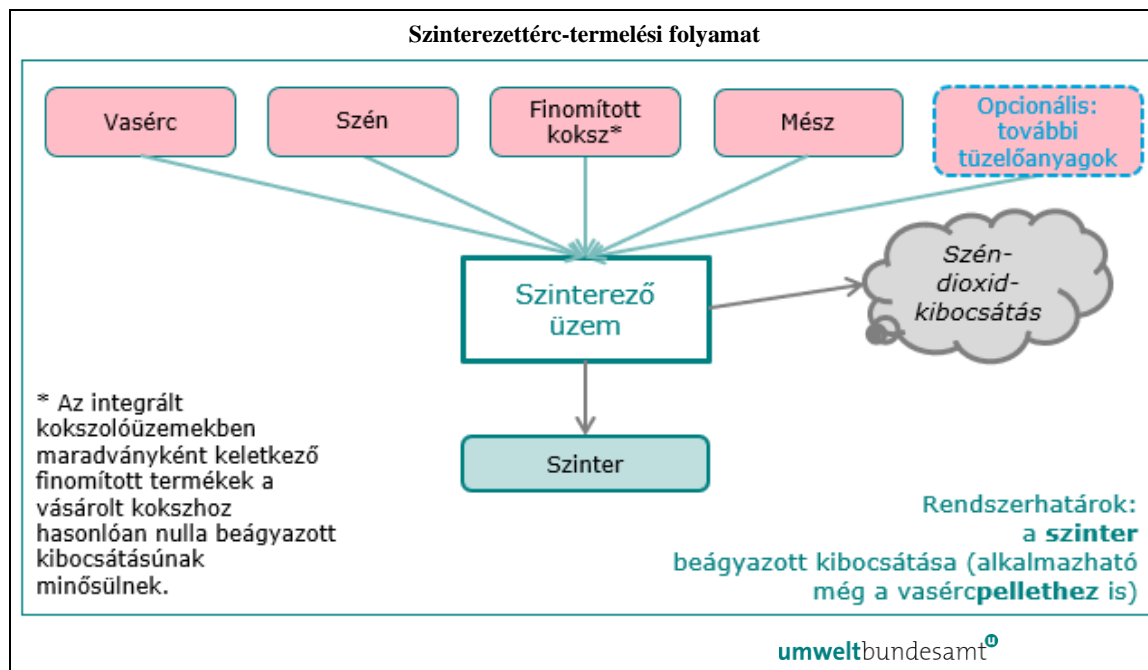 Szinterezettérc-termelési folyamat
Vasérc
Szén
Finomított
koksz*
Mész
Opcionális:
további
tüzelőanyagok
Szén-
dioxid-
kibocsátás
Szinterező
üzem
* Az integrált
kokszolóüzemekben
maradványként keletkező
finomított termékek a
vásárolt kokszhoz
hasonlóan nulla beágyazott
kibocsátásúnak
minősülnek.
Szinter
Rendszerhatárok:
a szinter
beágyazott kibocsátása (alkalmazható
még a vasércpellethez is)
umweltbundesamt u